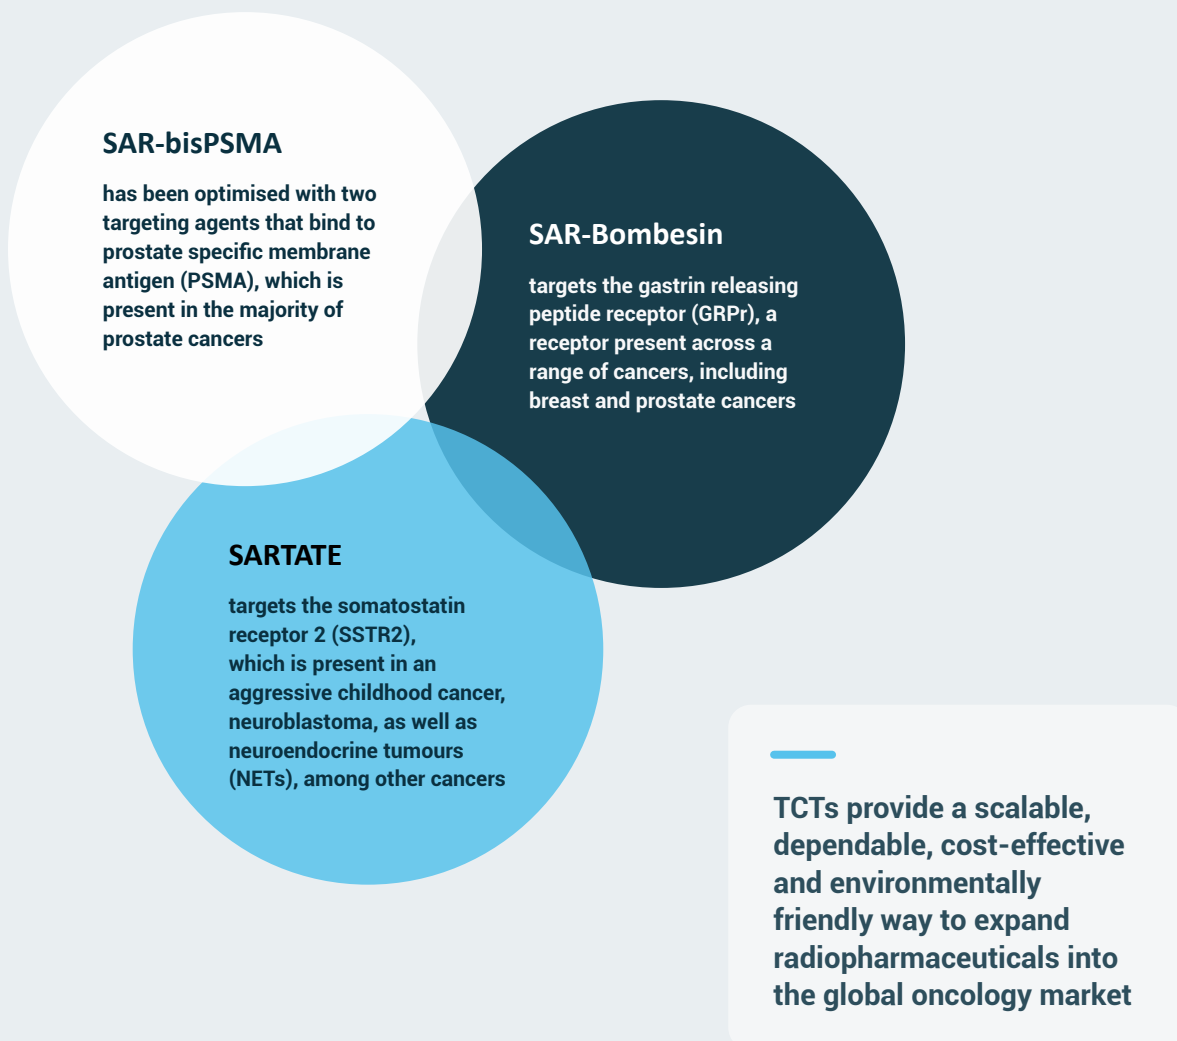 SAR-bisPSMA
has been optimised with two
targeting agents that bind to
prostate specific membrane
antigen (PSMA), which is
present in the majority of
prostate cancers
SAR-Bombesin
targets the gastrin releasing
peptide receptor (GRPr), a
receptor present across a
range of cancers, including
breast and prostate cancers
SARTATE
targets the somatostatin
receptor 2 (SSTR2),
which is present in an
aggressive childhood cancer,
neuroblastoma, as well as
neuroendocrine tumours
(NETs), among other cancers
TCTs provide a scalable,
dependable, cost-effective
and environmentally
friendly way to expand
radiopharmaceuticals into
the global oncology market